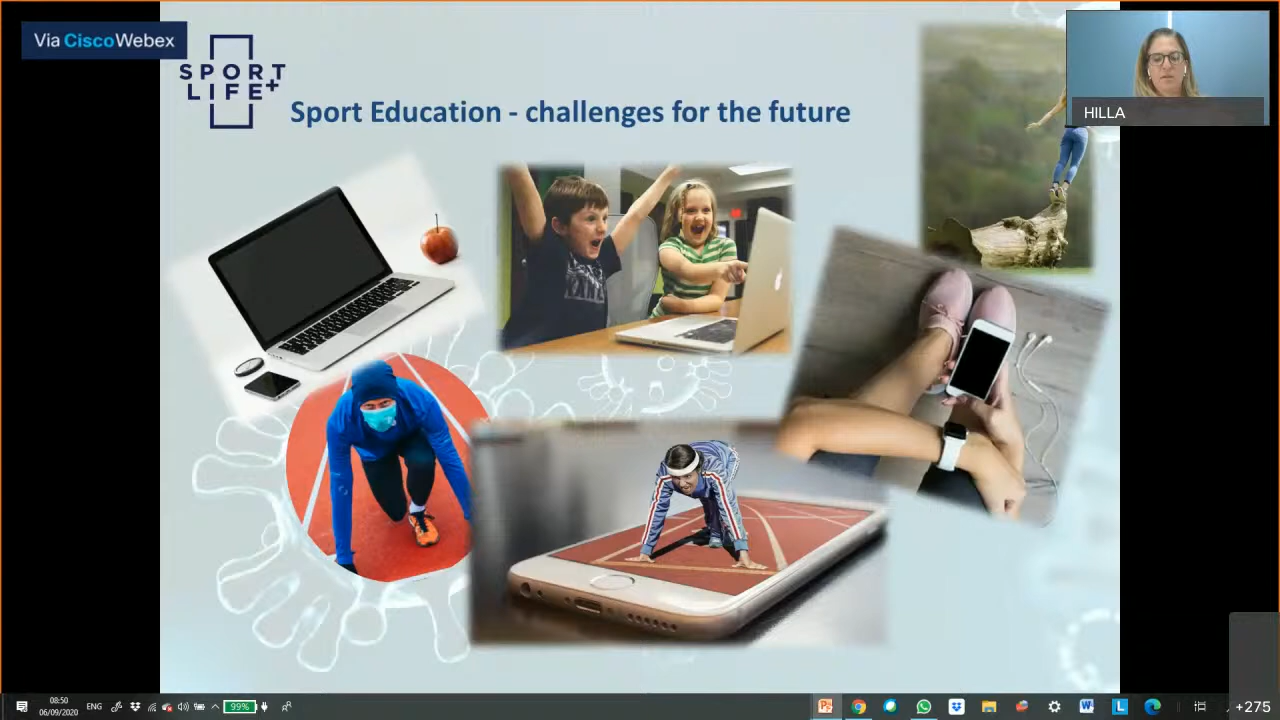 Via CiscoWebex
SPORT
LIFE+
Sport Education - challenges for the future
HILLA
08:50
06/09/2020
ENG
99%
+275